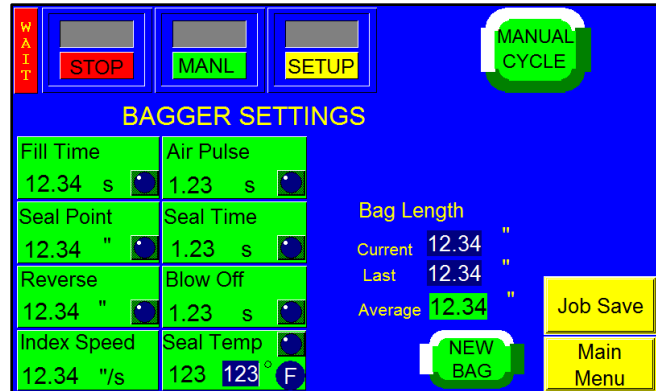 WAIT
STOP
MANL
SETUP
MANUAL
CYCLE
BAGGER SETTINGS
Fill Time
12.34 s
Air Pulse
1.23 s
Seal Point
12.34 "
Seal Time
1.23 s
Reverse
12.34 "
Blow Off
1.23 s
Index Speed
12.34 "/s
Seal Temp
123 123 ° F
Bag Length
Current 12.34 "
Last 12.34 "
Average 12.34 "
NEW
BAG
Job Save
Main
Menu